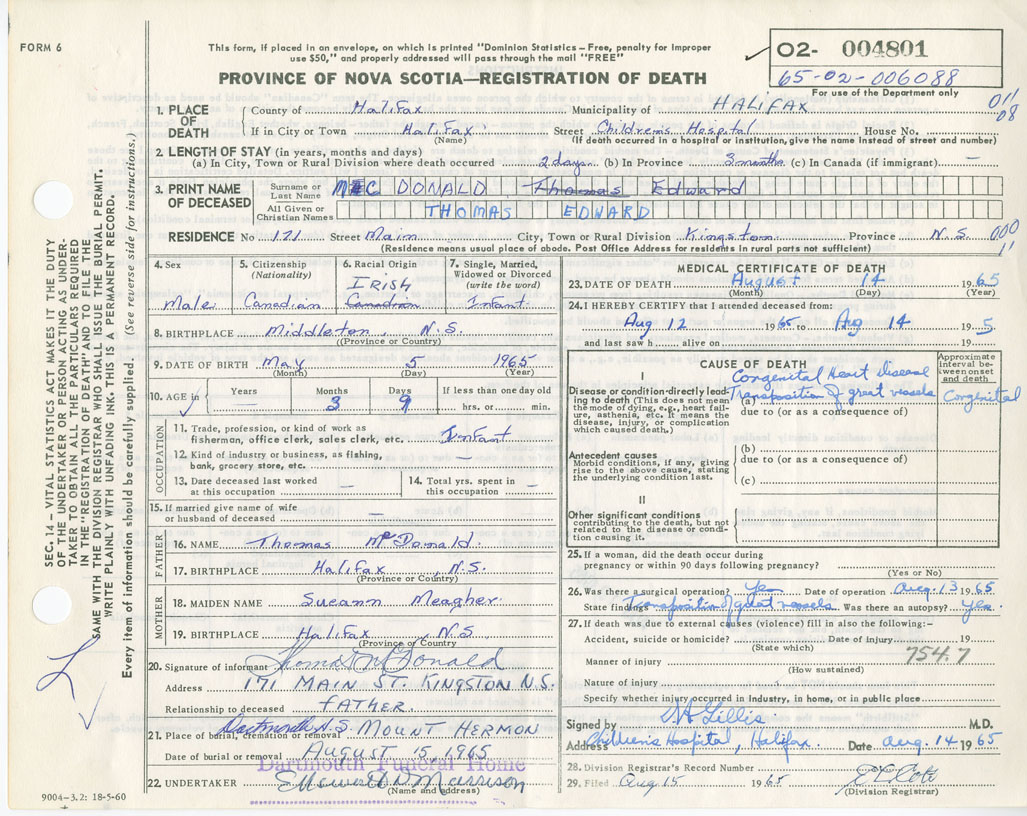 FORM 6
This form, if placed in an envelope, on which is printed "Dominion Statistics – Free, penalty for improper
use $50," and properly addressed will pass through the mail "FREE"
PROVINCE OF NOVA SCOTIA—REGISTRATION OF DEATH
02- 004801
65-02-006088
For use of the Department only
SEC. 14 – VITAL STATISTICS ACT MAKES IT THE DUTY
OF THE UNDERTAKER OR PERSON ACTING AS UNDER-
TAKER TO OBTAIN ALL THE PARTICULARS REQUIRED
IN THE "REGISTRATION OF DEATH" AND TO FILE THE
SAME WITH THE DIVISION REGISTRAR WHO SHALL ISSUE THE BURIAL PERMIT.
WRITE PLAINLY WITH UNFADING INK. THIS IS A PERMANENT RECORD.
Every item of information should be carefully supplied. (See reverse side for instructions.)
1. PLACE OF DEATH County of Halifax Municipality of HALIFAX 011
08
If in City or Town Halifax Street Childrens Hospital House No.
(Name) (If death occurred in a hospital or institution, give the name instead of street and number)
2. LENGTH OF STAY (in years, months and days)
(a) In City, Town or Rural Division where death occurred 2 days (b) In Province 3 months (c) In Canada (if immigrant) —
3. PRINT NAME OF DECEASED Surname or Last Name McDONALD Thomas Edward
All Given or Christian Names THOMAS EDWARD
RESIDENCE No 171 Street Main City, Town or Rural Division Kingston Province N.S. 000
11
(Residence means usual place of abode. Post Office Address for residents in rural parts not sufficient)
4. Sex 5. Citizenship (Nationality) 6. Racial Origin 7. Single, Married, Widowed or Divorced (write the word)
IRISH
Male Canadian Canadian Infant
8. BIRTHPLACE Middleton, N.S.
(Province or Country)
9. DATE OF BIRTH May 5 1965
(Month) (Day) (Year)
10. AGE Years Months Days If less than one day old
— 3 9 hrs. or min.
OCCUPATION
11. Trade, profession, or kind of work as
fisherman, office clerk, sales clerk, etc. Infant
12. Kind of industry or business, as fishing,
bank, grocery store, etc. —
13. Date deceased last worked
at this occupation —
14. Total yrs. spent in
this occupation —
15. If married give name of wife
or husband of deceased —
FATHER
16. NAME Thomas McDonald
17. BIRTHPLACE Halifax, N.S.
(Province or Country)
MOTHER
18. MAIDEN NAME Sueann Meagher
19. BIRTHPLACE Halifax, N.S.
(Province or Country)
20. Signature of informant Thomas McDonald
Address 171 MAIN ST. KINGSTON N.S.
Relationship to deceased FATHER.
21. Place of burial, cremation or removal Dartmouth N.S. MOUNT HERMON
Date of burial or removal AUGUST 15, 1965
Dartmouth Funeral Home
22. UNDERTAKER
(Name and address)
9004-3.2: 18-5-60
MEDICAL CERTIFICATE OF DEATH
23. DATE OF DEATH August 14 1965
(Month) (Day) (Year)
24. I HEREBY CERTIFY that I attended deceased from:
Aug 12 1965 to Aug 14 195
and last saw h alive on 19
CAUSE OF DEATH
Approximate interval between onset and death
I
Disease or condition directly leading to death (This does not mean the mode of dying, e.g., heart failure, asthenia, etc. It means the disease, injury, or complication which caused death.)
Congenital Heart Disease
(a) Transposition of great vessels Congenital
due to (or as a consequence of)
Antecedent causes
Morbid conditions, if any, giving rise to the above cause, stating the underlying condition last.
(b)
due to (or as a consequence of)
(c)
II
Other significant conditions
contributing to the death, but not related to the disease or condition causing it.
25. If a woman, did the death occur during
pregnancy or within 90 days following pregnancy?
(Yes or No)
26. Was there a surgical operation? Yes Date of operation Aug. 13 1965
State findings Transposition of great vessels Was there an autopsy? Yes.
27. If death was due to external causes (violence) fill in also the following:-
Accident, suicide or homicide? Date of injury 19
(State which)
754.7
Manner of injury
(How sustained)
Nature of injury
Specify whether injury occurred in industry, in home, or in public place
Signed by D A Gillis M.D.
Address Children's Hospital, Halifax. Date Aug. 14 1965
28. Division Registrar's Record Number
29. Filed Aug 15 1965
(Division Registrar)